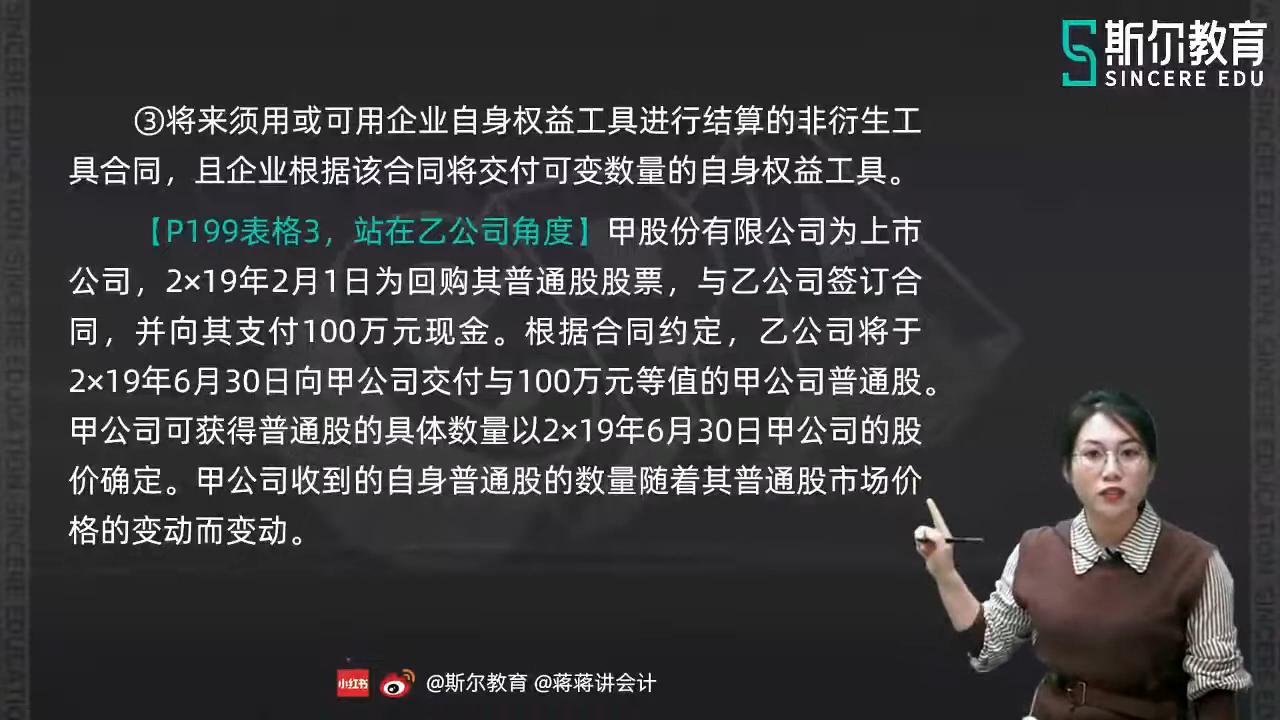 斯尔教育
SINCERE EDU
③将来须用或可用企业自身权益工具进行结算的非衍生工
具合同，且企业根据该合同将交付可变数量的自身权益工具。
【P199表格3，站在乙公司角度】甲股份有限公司为上市
公司，2×19年2月1日为回购其普通股股票，与乙公司签订合
同，并向其支付100万元现金。根据合同约定，乙公司将于
2×19年6月30日向甲公司交付与100万元等值的甲公司普通股。
甲公司可获得普通股的具体数量以2×19年6月30日甲公司的股
价确定。甲公司收到的自身普通股的数量随着其普通股市场价
格的变动而变动。
小红书 @斯尔教育 @蒋蒋讲会计